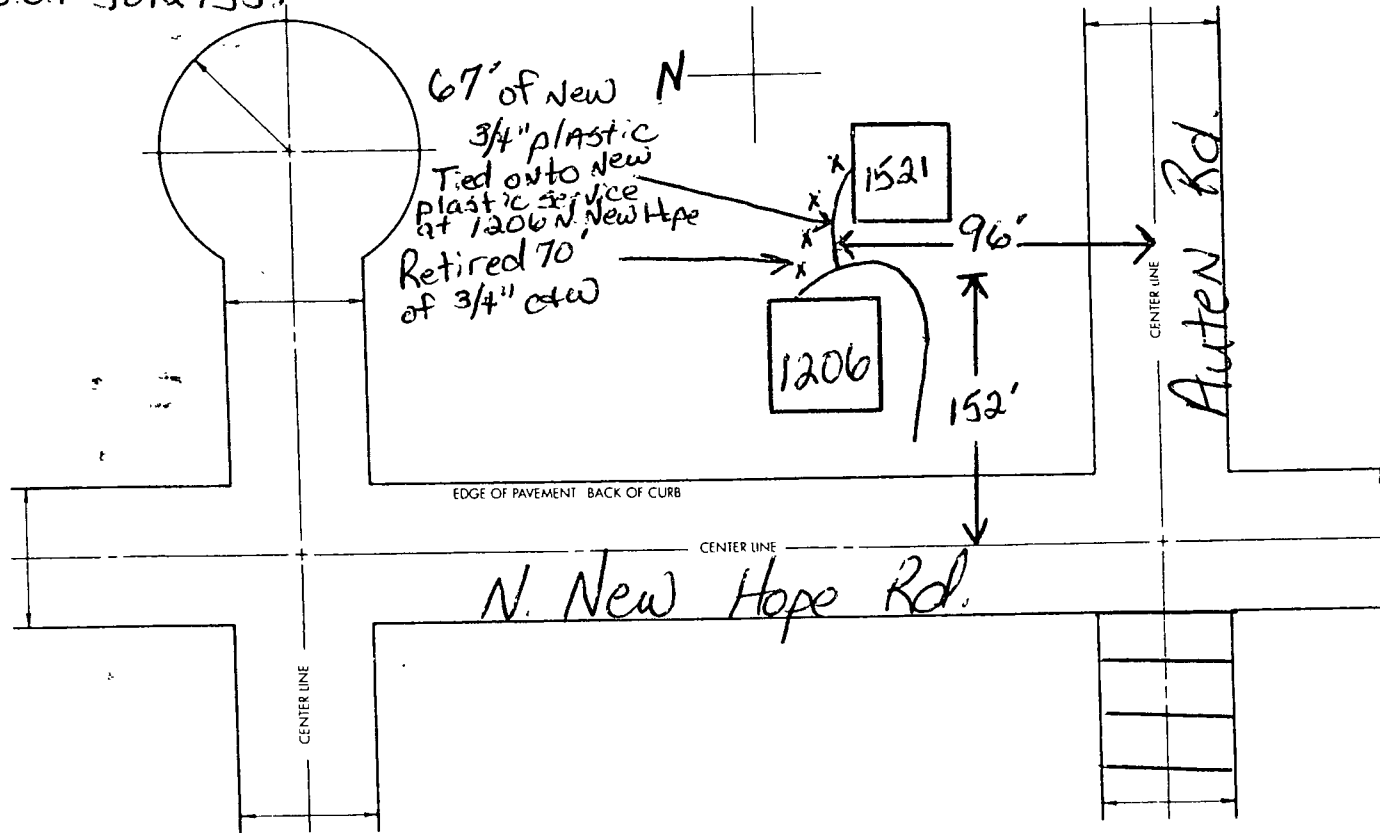 67' of New
3/4" plastic
Tied onto New
plastic service
at 1206 N. New Hpe
Retired 70'
of 3/4" c+w
N
1521
96'
1206
152'
CENTER LINE
Auten Rd.
EDGE OF PAVEMENT BACK OF CURB
CENTER LINE
N. New Hope Rd.
CENTER LINE